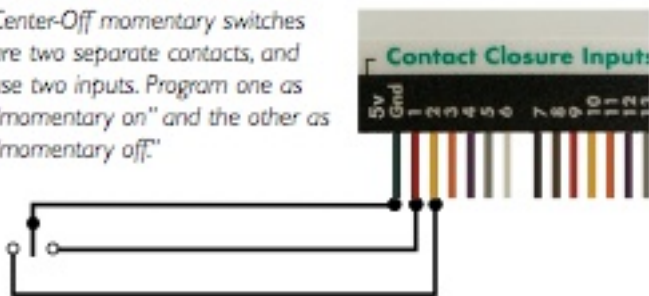 Center-Off momentary switches
are two separate contacts, and
use two inputs. Program one as
"momentary on" and the other as
"momentary off."
Contact Closure Inputs
5v
Gnd
1
2
3
4
5
6
7
8
9
10
11
12